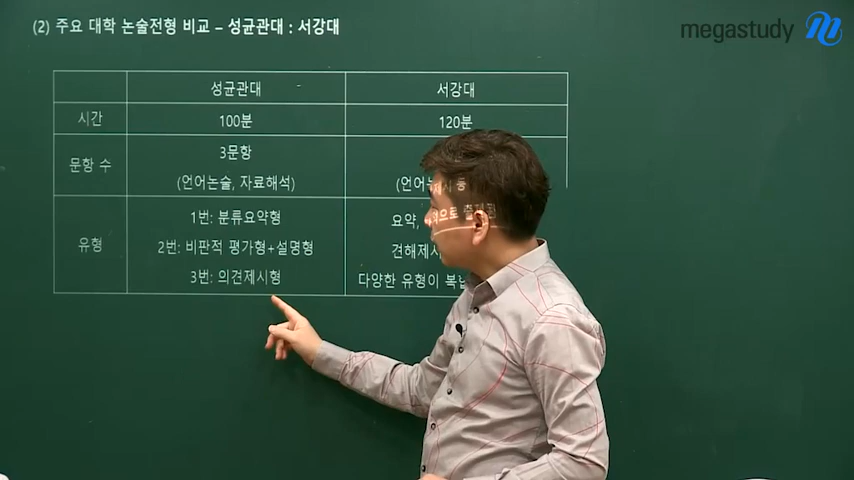 (2) 주요 대학 논술전형 비교 – 성균관대 : 서강대
megastudy
성균관대 서강대
시간 100분 120분
문항 수 3문항
(언어논술, 자료해석) (언어
유형 1번: 분류요약형 요약,
2번: 비판적 평가형+설명형 견해제시
3번: 의견제시형 다양한 유형이